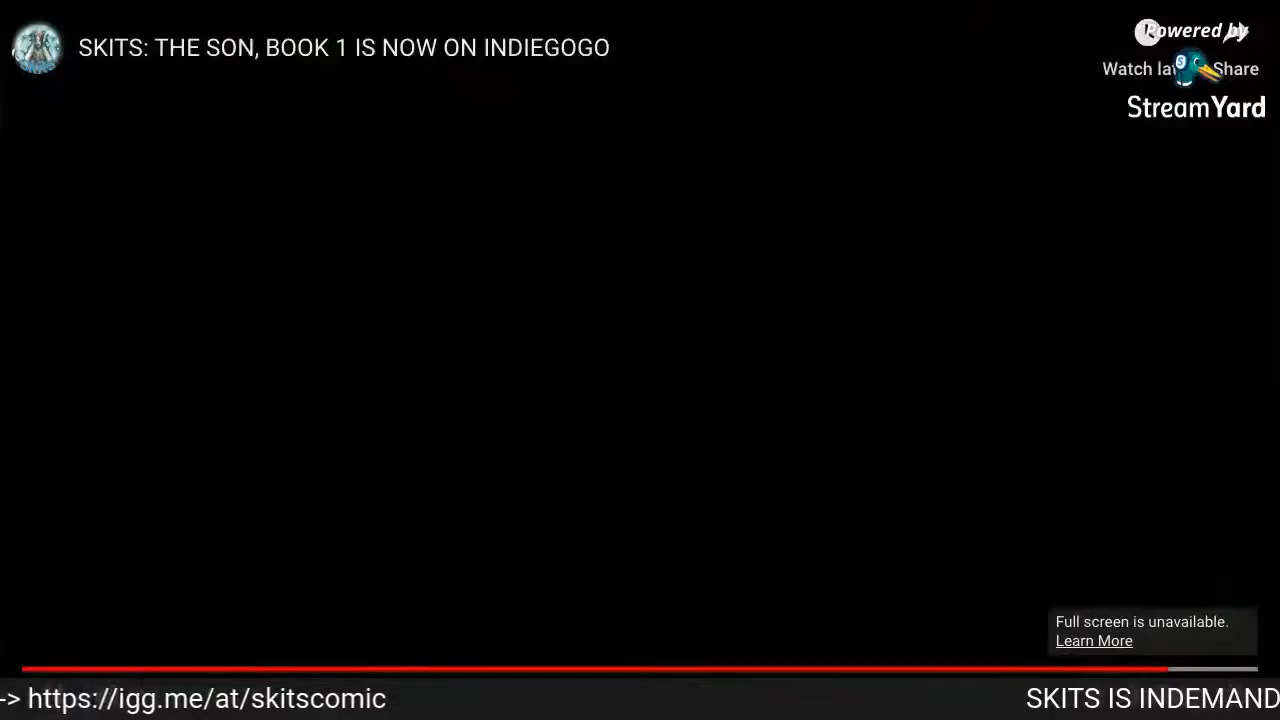 SKITS: THE SON, BOOK 1 IS NOW ON INDIEGOGO
Powered by
Watch la Share
StreamYard
Full screen is unavailable.
Learn More
-> https://igg.me/at/skitscomic SKITS IS INDEMAND